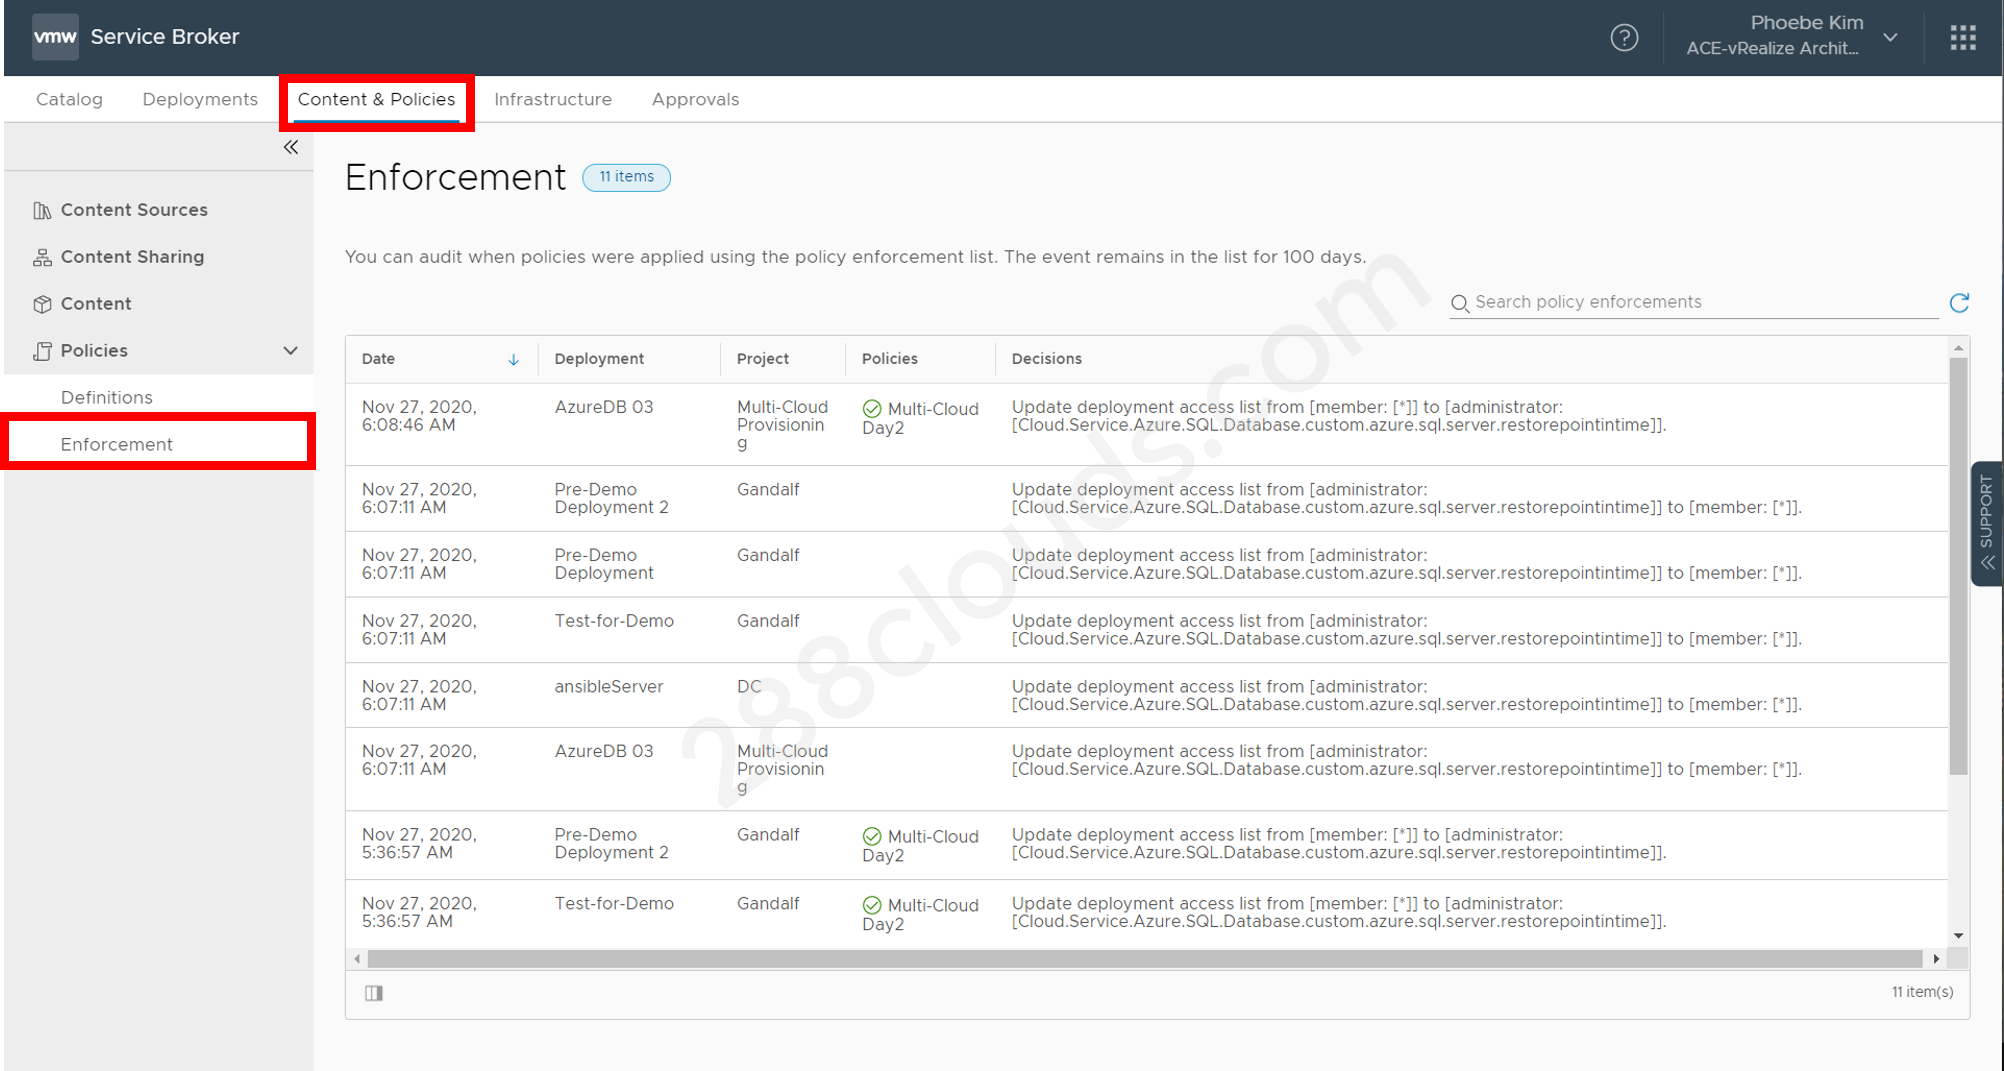 vmw Service Broker
Phoebe Kim
ACE-vRealize Archit...
Catalog Deployments Content & Policies Infrastructure Approvals
Content Sources
Content Sharing
Content
Policies
Definitions
Enforcement
Enforcement 11 items
You can audit when policies were applied using the policy enforcement list. The event remains in the list for 100 days.
Search policy enforcements
Date Deployment Project Policies Decisions
Nov 27, 2020, AzureDB 03 Multi-Cloud Multi-Cloud Update deployment access list from [member: [*]] to [administrator:
6:08:46 AM Provisionin Day2 [Cloud.Service.Azure.SQL.Database.custom.azure.sql.server.restorepointintime]].
g
Nov 27, 2020, Pre-Demo Gandalf Update deployment access list from [administrator:
6:07:11 AM Deployment 2 [Cloud.Service.Azure.SQL.Database.custom.azure.sql.server.restorepointintime]] to [member: [*]].
Nov 27, 2020, Pre-Demo Gandalf Update deployment access list from [administrator:
6:07:11 AM Deployment [Cloud.Service.Azure.SQL.Database.custom.azure.sql.server.restorepointintime]] to [member: [*]].
Nov 27, 2020, Test-for-Demo Gandalf Update deployment access list from [administrator:
6:07:11 AM [Cloud.Service.Azure.SQL.Database.custom.azure.sql.server.restorepointintime]] to [member: [*]].
Nov 27, 2020, ansibleServer DC Update deployment access list from [administrator:
6:07:11 AM [Cloud.Service.Azure.SQL.Database.custom.azure.sql.server.restorepointintime]] to [member: [*]].
Nov 27, 2020, AzureDB 03 Multi-Cloud Update deployment access list from [administrator:
6:07:11 AM Provisionin [Cloud.Service.Azure.SQL.Database.custom.azure.sql.server.restorepointintime]] to [member: [*]].
g
Nov 27, 2020, Pre-Demo Gandalf Multi-Cloud Update deployment access list from [member: [*]] to [administrator:
5:36:57 AM Deployment 2 Day2 [Cloud.Service.Azure.SQL.Database.custom.azure.sql.server.restorepointintime]].
Nov 27, 2020, Test-for-Demo Gandalf Multi-Cloud Update deployment access list from [member: [*]] to [administrator:
5:36:57 AM Day2 [Cloud.Service.Azure.SQL.Database.custom.azure.sql.server.restorepointintime]].
11 item(s)
SUPPORT
288clouds.com